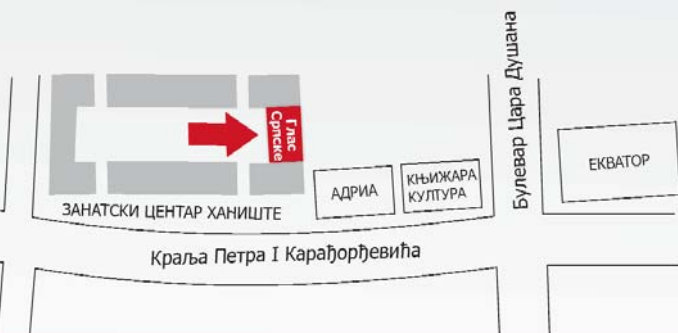 Булевар Цара Душана
Глас
Српске
ЕКВАТОР
АДРИА
КЊИЖАРА
КУЛТУРА
ЗАНАТСКИ ЦЕНТАР ХАНИШТЕ
Краља Петра I Карађорђевића